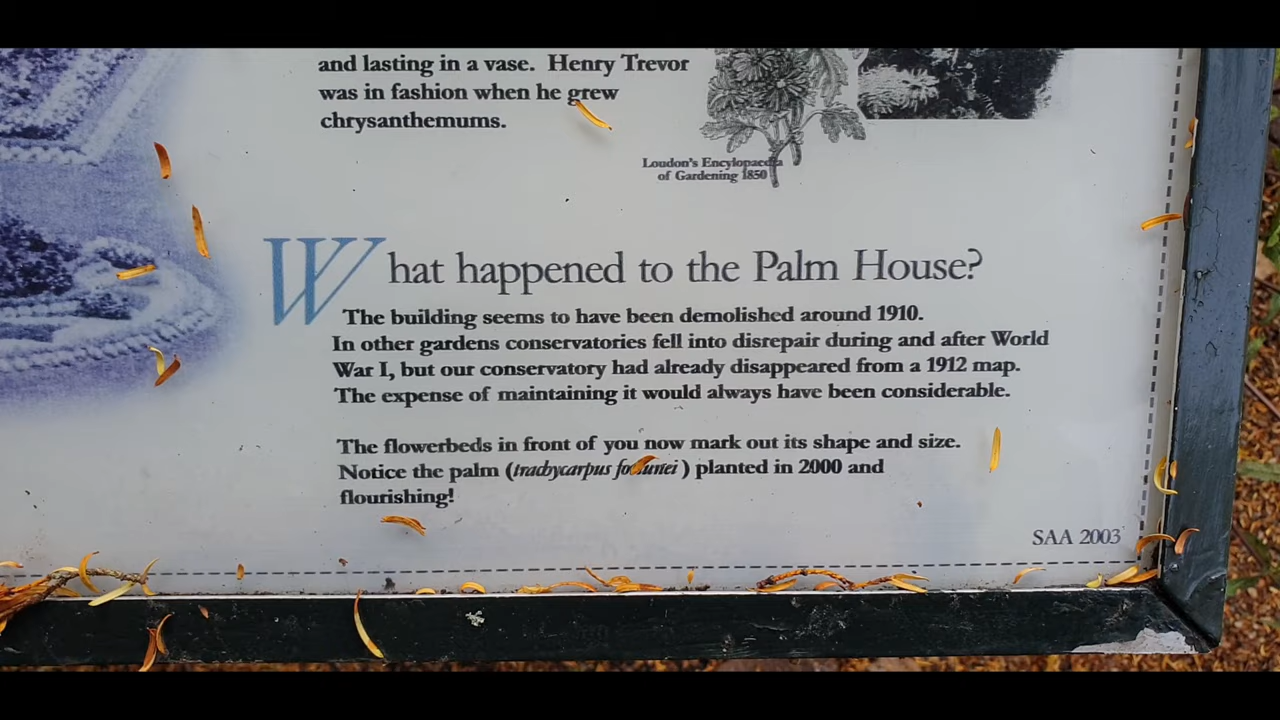 and lasting in a vase. Henry Trevor
was in fashion when he grew
chrysanthemums.
Loudon's Encylopaedia
of Gardening 1850
What happened to the Palm House?
The building seems to have been demolished around 1910.
In other gardens conservatories fell into disrepair during and after World
War I, but our conservatory had already disappeared from a 1912 map.
The expense of maintaining it would always have been considerable.
The flowerbeds in front of you now mark out its shape and size.
Notice the palm (trachycarpus fortunei) planted in 2000 and
flourishing!
SAA 2003